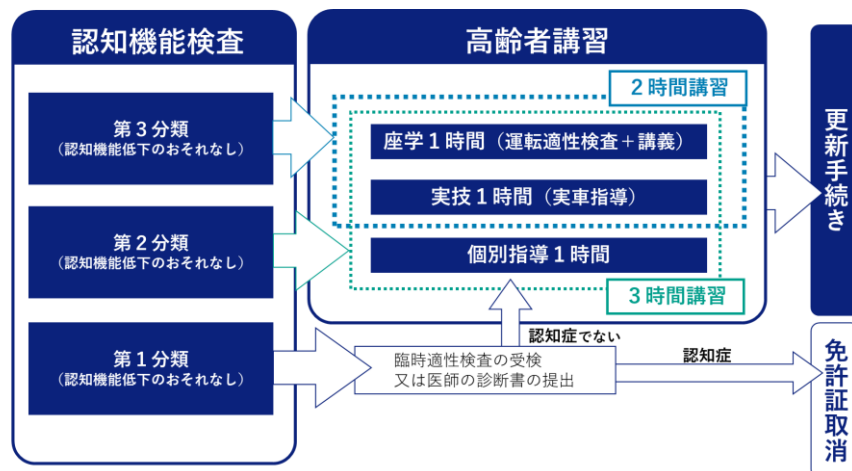 認知機能検査
第３分類
(認知機能低下のおそれなし)
第２分類
(認知機能低下のおそれなし)
第１分類
(認知機能低下のおそれなし)
高齢者講習
２時間講習
座学１時間（運転適性検査＋講義）
実技１時間（実車指導）
個別指導１時間
３時間講習
認知症でない
臨時適性検査の受検
又は医師の診断書の提出
認知症
更新手続き
免許証取消